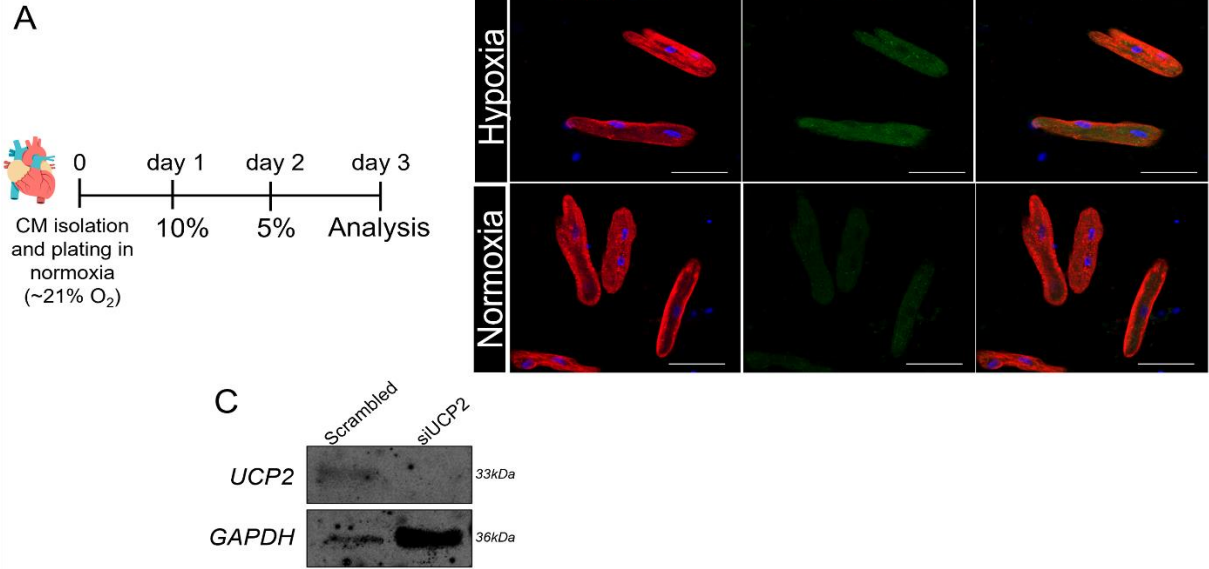 A
0 day 1 day 2 day 3
10% 5% Analysis
CM isolation
and plating in
normoxia
(~21% O₂)
Hypoxia
Normoxia
C
Scrambled siUCP2
UCP2 33kDa
GAPDH 36kDa